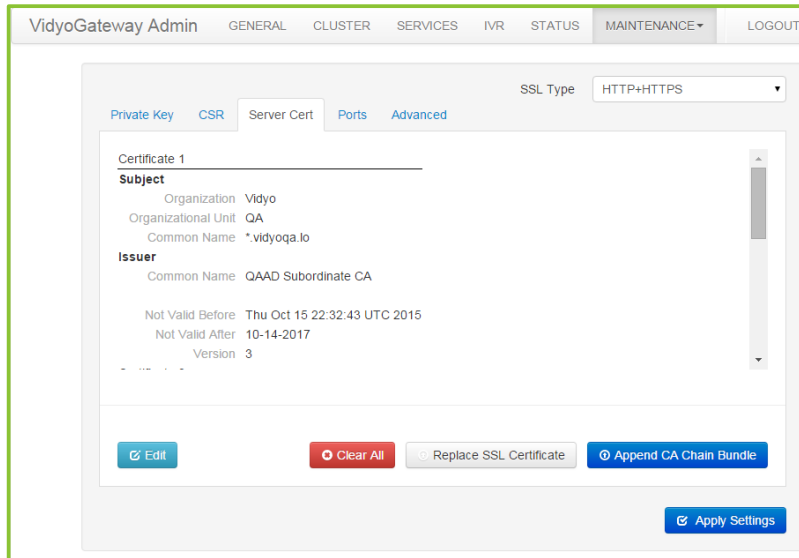 VidyoGateway Admin GENERAL CLUSTER SERVICES IVR STATUS MAINTENANCE LOGOUT
SSL Type HTTP+HTTPS
Private Key CSR Server Cert Ports Advanced
Certificate 1
Subject
Organization Vidyo
Organizational Unit QA
Common Name *.vidyoqa.lo
Issuer
Common Name QAAD Subordinate CA
Not Valid Before Thu Oct 15 22:32:43 UTC 2015
Not Valid After 10-14-2017
Version 3
Edit Clear All Replace SSL Certificate Append CA Chain Bundle
Apply Settings